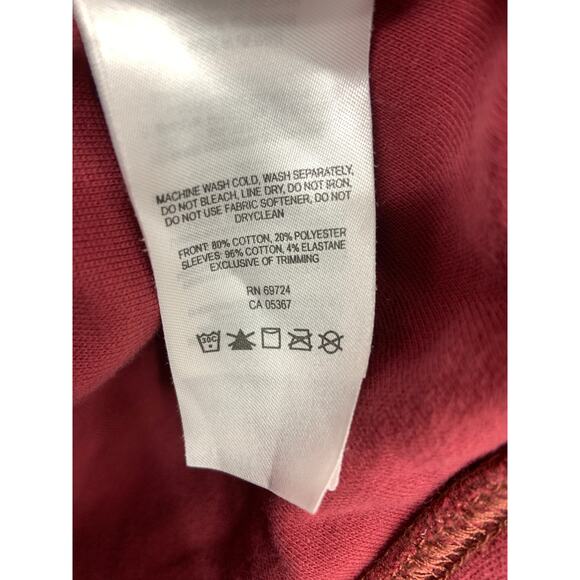 MACHINE WASH COLD, WASH SEPARATELY,
DO NOT BLEACH, LINE DRY, DO NOT IRON,
DO NOT USE FABRIC SOFTENER, DO NOT
DRYCLEAN
FRONT: 80% COTTON, 20% POLYESTER
SLEEVES: 96% COTTON, 4% ELASTANE
EXCLUSIVE OF TRIMMING
RN 69724
CA 05367
30C